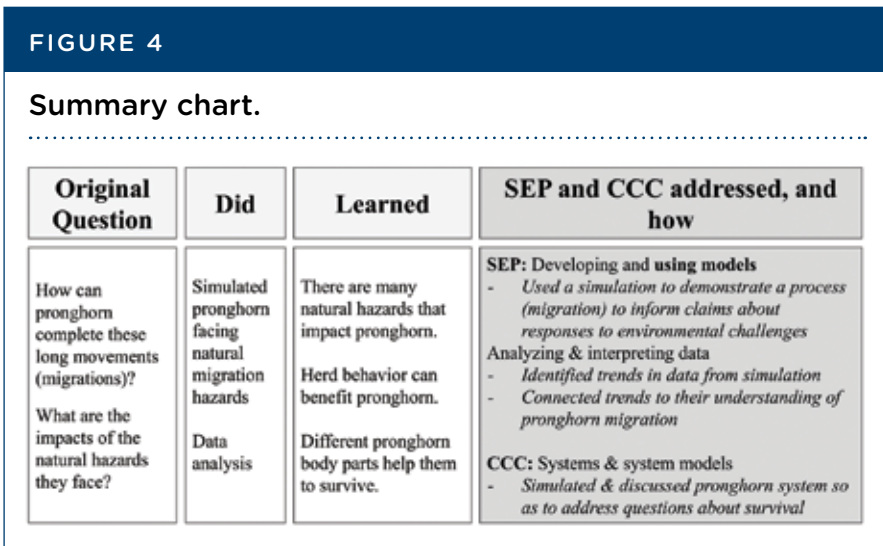 FIGURE 4
Summary chart.
Original
Question
Did
Learned
SEP and CCC addressed, and
how
How can
pronghorn
complete these
long movements
(migrations)?
What are the
impacts of the
natural hazards
they face?
Simulated
pronghorn
facing
natural
migration
hazards
Data
analysis
There are many
natural hazards that
impact pronghorn.
Herd behavior can
benefit pronghorn.
Different pronghorn
body parts help them
to survive.
SEP: Developing and using models
- Used a simulation to demonstrate a process
(migration) to inform claims about
responses to environmental challenges
Analyzing & interpreting data
- Identified trends in data from simulation
- Connected trends to their understanding of
pronghorn migration
CCC: Systems & system models
- Simulated & discussed pronghorn system so
as to address questions about survival